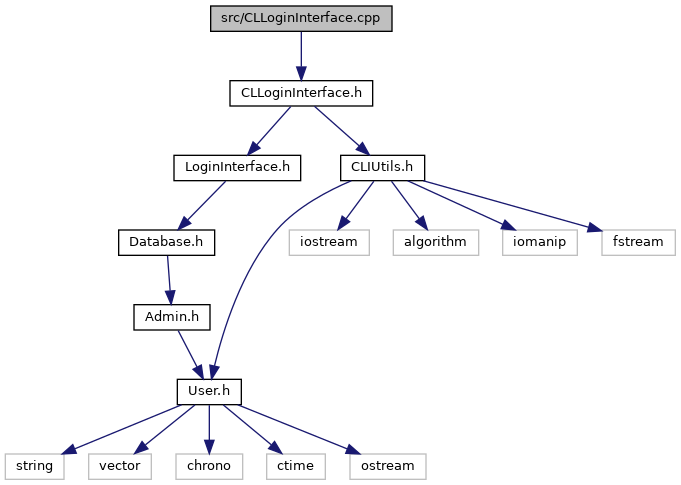 src/CLLoginInterface.cpp
CLLoginInterface.h
LoginInterface.h
CLIUtils.h
Database.h
iostream
algorithm
iomanip
fstream
Admin.h
User.h
string
vector
chrono
ctime
ostream